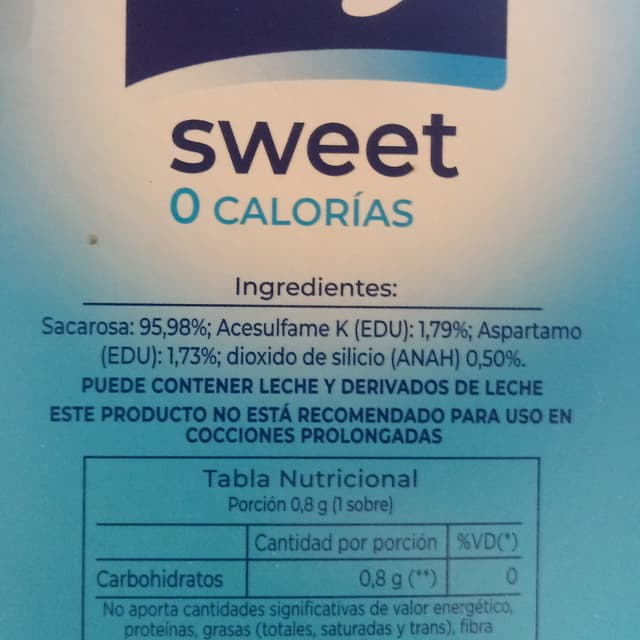 sweet
0 CALORÍAS
Ingredientes:
Sacarosa: 95,98%; Acesulfame K (EDU): 1,79%; Aspartamo
(EDU): 1,73%; dioxido de silicio (ANAH) 0,50%.
PUEDE CONTENER LECHE Y DERIVADOS DE LECHE
ESTE PRODUCTO NO ESTÁ RECOMENDADO PARA USO EN
COCCIONES PROLONGADAS
Tabla Nutricional
Porción 0,8 g (1 sobre)
Cantidad por porción %VD(*)
Carbohidratos 0,8 g (**) 0
No aporta cantidades significativas de valor energético,
proteínas, grasas (totales, saturadas y trans), fibra